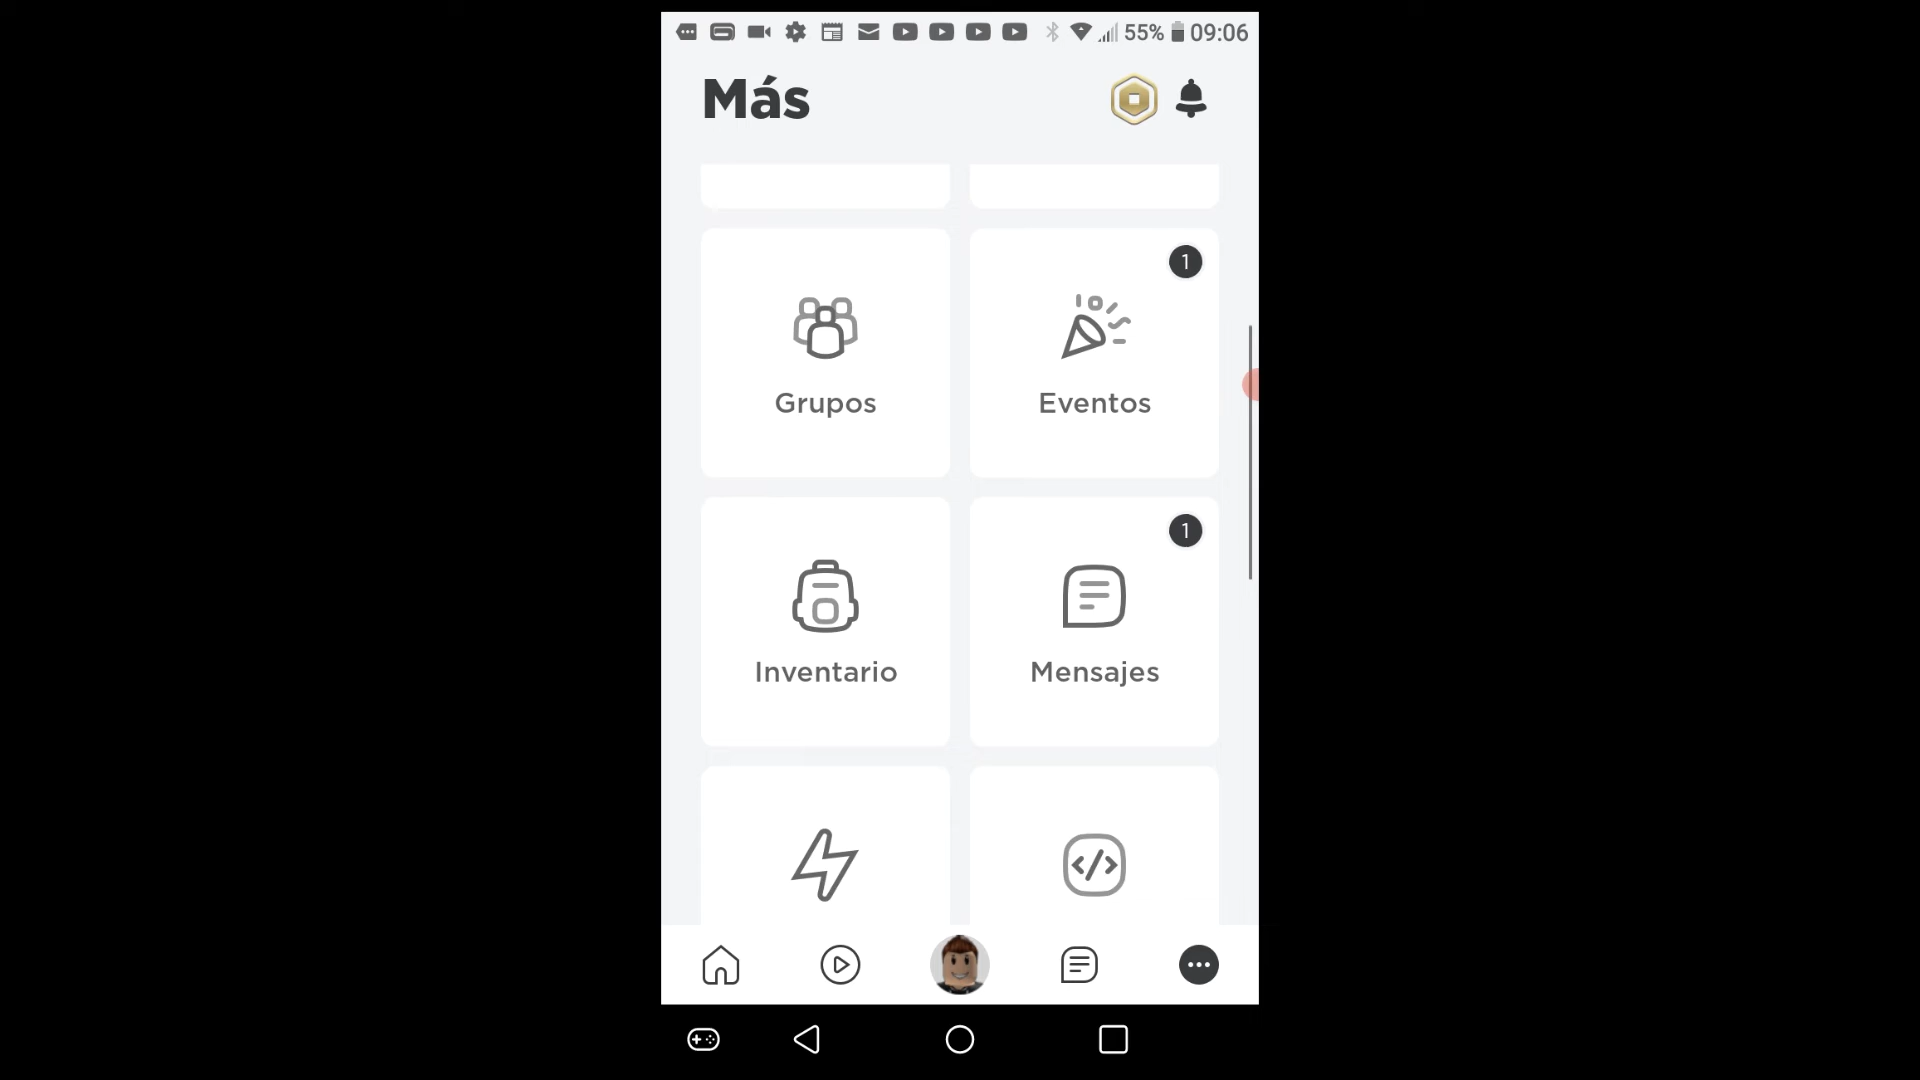 55% 09:06
Más
1
Grupos Eventos
1
Inventario Mensajes